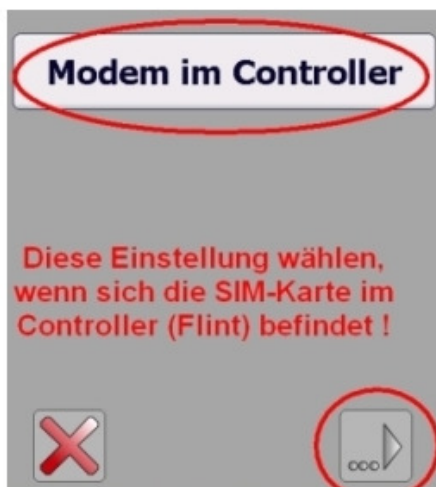 Modem im Controller
Diese Einstellung wählen,
wenn sich die SIM-Karte im
Controller (Flint) befindet !